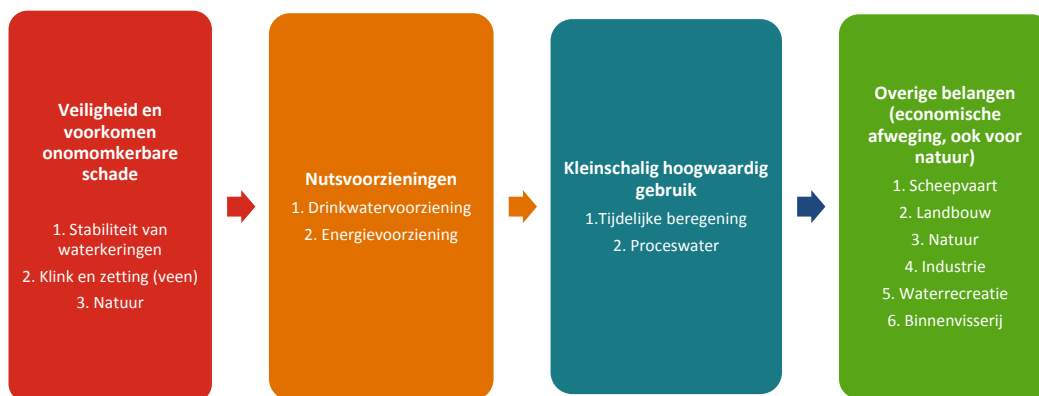 Veiligheid en
voorkomen
onomomkerbare
schade
1. Stabiliteit van
waterkeringen
2. Klink en zetting (veen)
3. Natuur
Nutsvoorzieningen
1. Drinkwatervoorziening
2. Energievoorziening
Kleinschalig hoogwaardig
gebruik
1.Tijdelijke beregening
2. Proceswater
Overige belangen
(economische
afweging, ook voor
natuur)
1. Scheepvaart
2. Landbouw
3. Natuur
4. Industrie
5. Waterrecreatie
6. Binnenvisserij